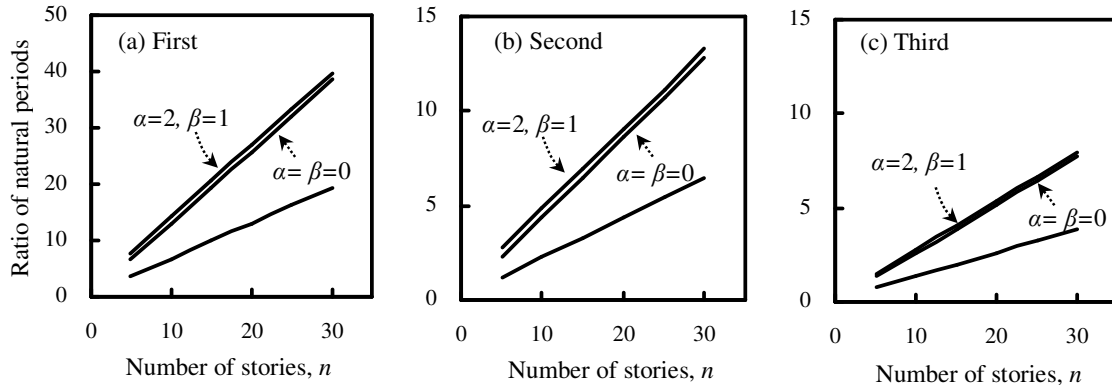 (a) First
(b) Second
(c) Third
Ratio of natural periods
50
40
30
20
10
0
α=2, β=1
α= β=0
0
10
20
30
Number of stories, n
15
10
5
0
α=2, β=1
α= β=0
0
10
20
30
Number of stories, n
15
10
5
0
α=2, β=1
α= β=0
0
10
20
30
Number of stories, n